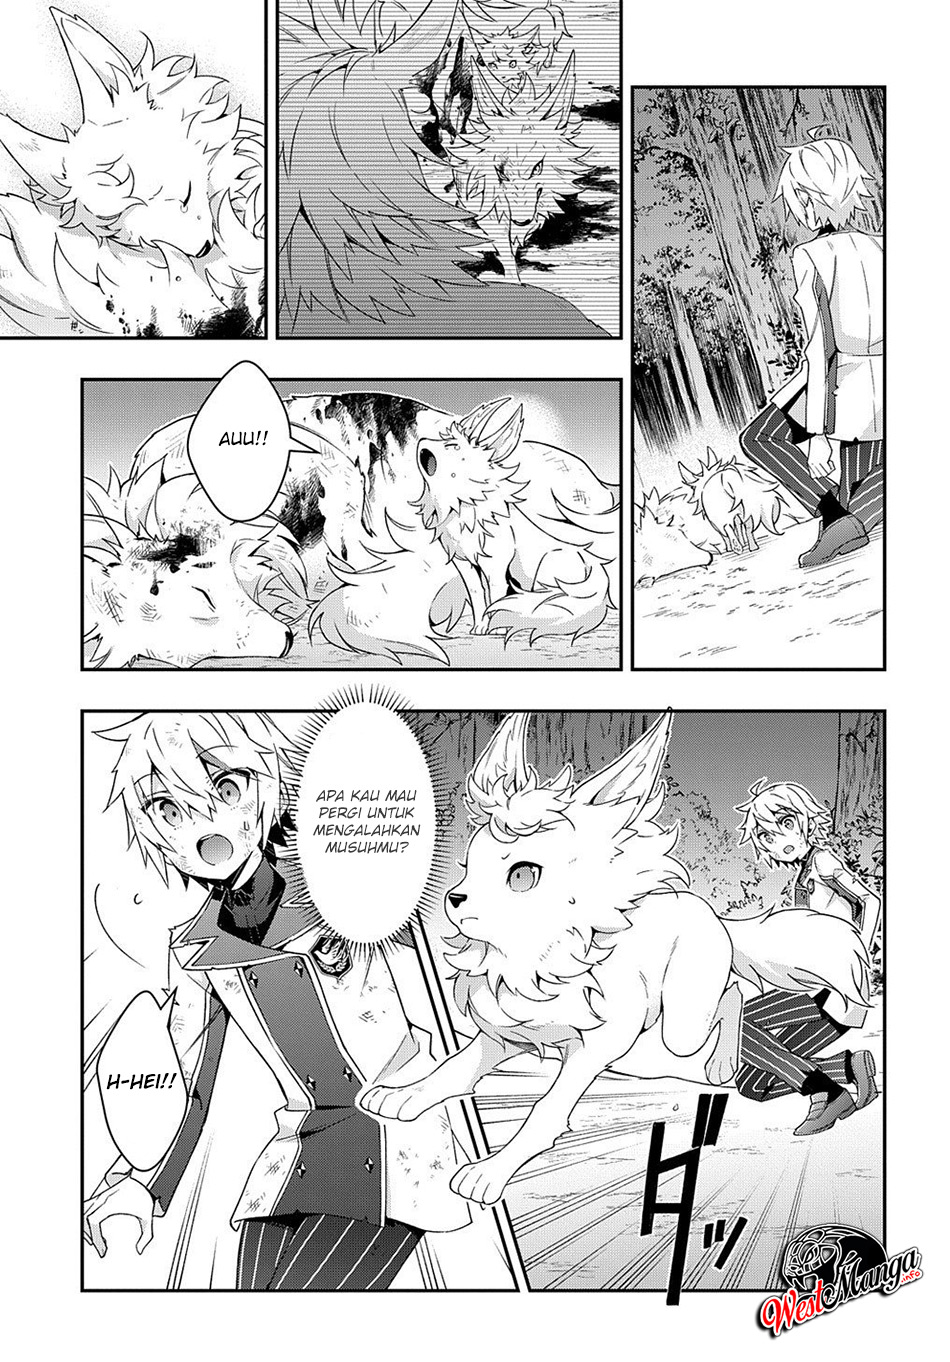 AUU!!
APA KAU MAU
PERGI UNTUK
MENGALAHKAN
MUSUHMU?
H-HEI!!
ダッ
WestManga
.info